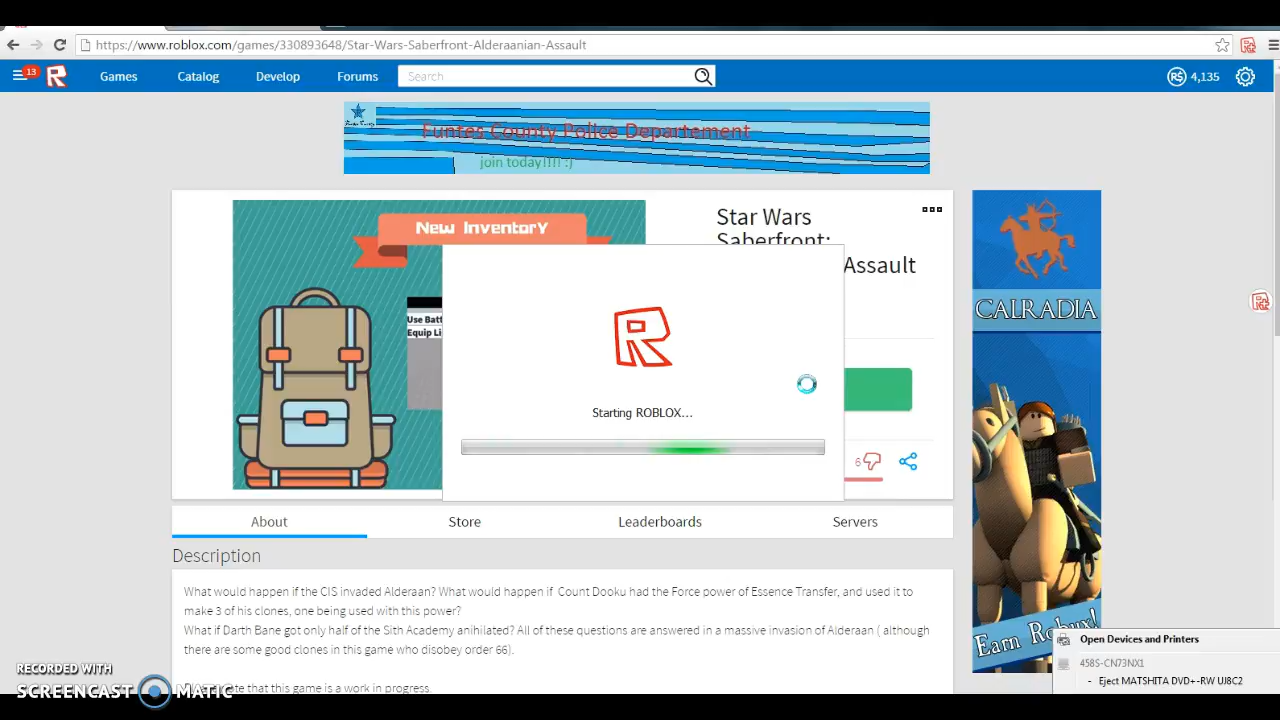 https://www.roblox.com/games/330893648/Star-Wars-Saberfront-Alderaanian-Assault
13
Games
Catalog
Develop
Forums
Search
R$ 4,135
Funtes County Police Departement
join today!!!! :)
New Inventory
Use Batt
Equip Li
Star Wars
Saberfront:
Assault
Starting ROBLOX...
6
CALRADIA
Earn Robux!
About
Store
Leaderboards
Servers
Description
What would happen if the CIS invaded Alderaan? What would happen if Count Dooku had the Force power of Essence Transfer, and used it to
make 3 of his clones, one being used with this power?
What if Darth Bane got only half of the Sith Academy anihilated? All of these questions are answered in a massive invasion of Alderaan ( although
there are some good clones in this game who disobey order 66).
that this game is a work in progress
Open Devices and Printers
458S-CN73NX1
- Eject MATSHITA DVD+-RW UJ8C2
RECORDED WITH
SCREENCAST MATIC